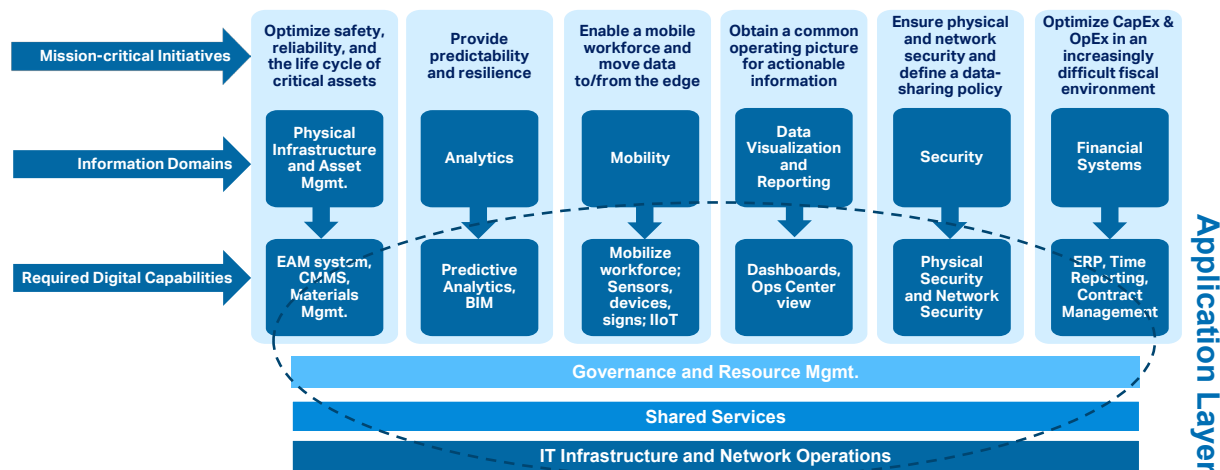 Mission-critical Initiatives
Optimize safety,
reliability, and
the life cycle of
critical assets
Provide
predictability
and resilience
Enable a mobile
workforce and
move data
to/from the edge
Obtain a common
operating picture
for actionable
information
Ensure physical
and network
security and
define a data-
sharing policy
Optimize CapEx &
OpEx in an
increasingly
difficult fiscal
environment
Information Domains
Physical
Infrastructure
and Asset
Mgmt.
Analytics
Mobility
Data
Visualization
and
Reporting
Security
Financial
Systems
Required Digital Capabilities
EAM system,
CMMS,
Materials
Mgmt.
Predictive
Analytics,
BIM
Mobilize
workforce;
Sensors,
devices,
signs; IIoT
Dashboards,
Ops Center
view
Physical
Security
and Network
Security
ERP, Time
Reporting,
Contract
Management
Governance and Resource Mgmt.
Shared Services
IT Infrastructure and Network Operations
Application Layer